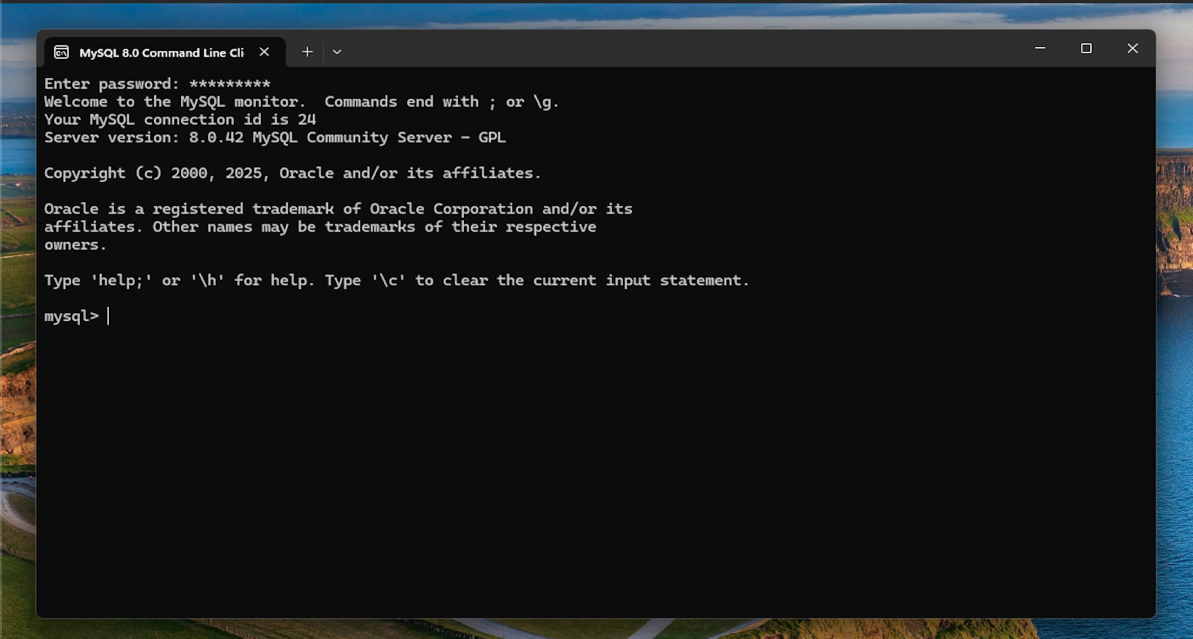 MySQL 8.0 Command Line Cli
Enter password: *********
Welcome to the MySQL monitor.  Commands end with ; or \g.
Your MySQL connection id is 24
Server version: 8.0.42 MySQL Community Server - GPL
Copyright (c) 2000, 2025, Oracle and/or its affiliates.
Oracle is a registered trademark of Oracle Corporation and/or its
affiliates. Other names may be trademarks of their respective
owners.
Type 'help;' or '\h' for help. Type '\c' to clear the current input statement.
mysql>